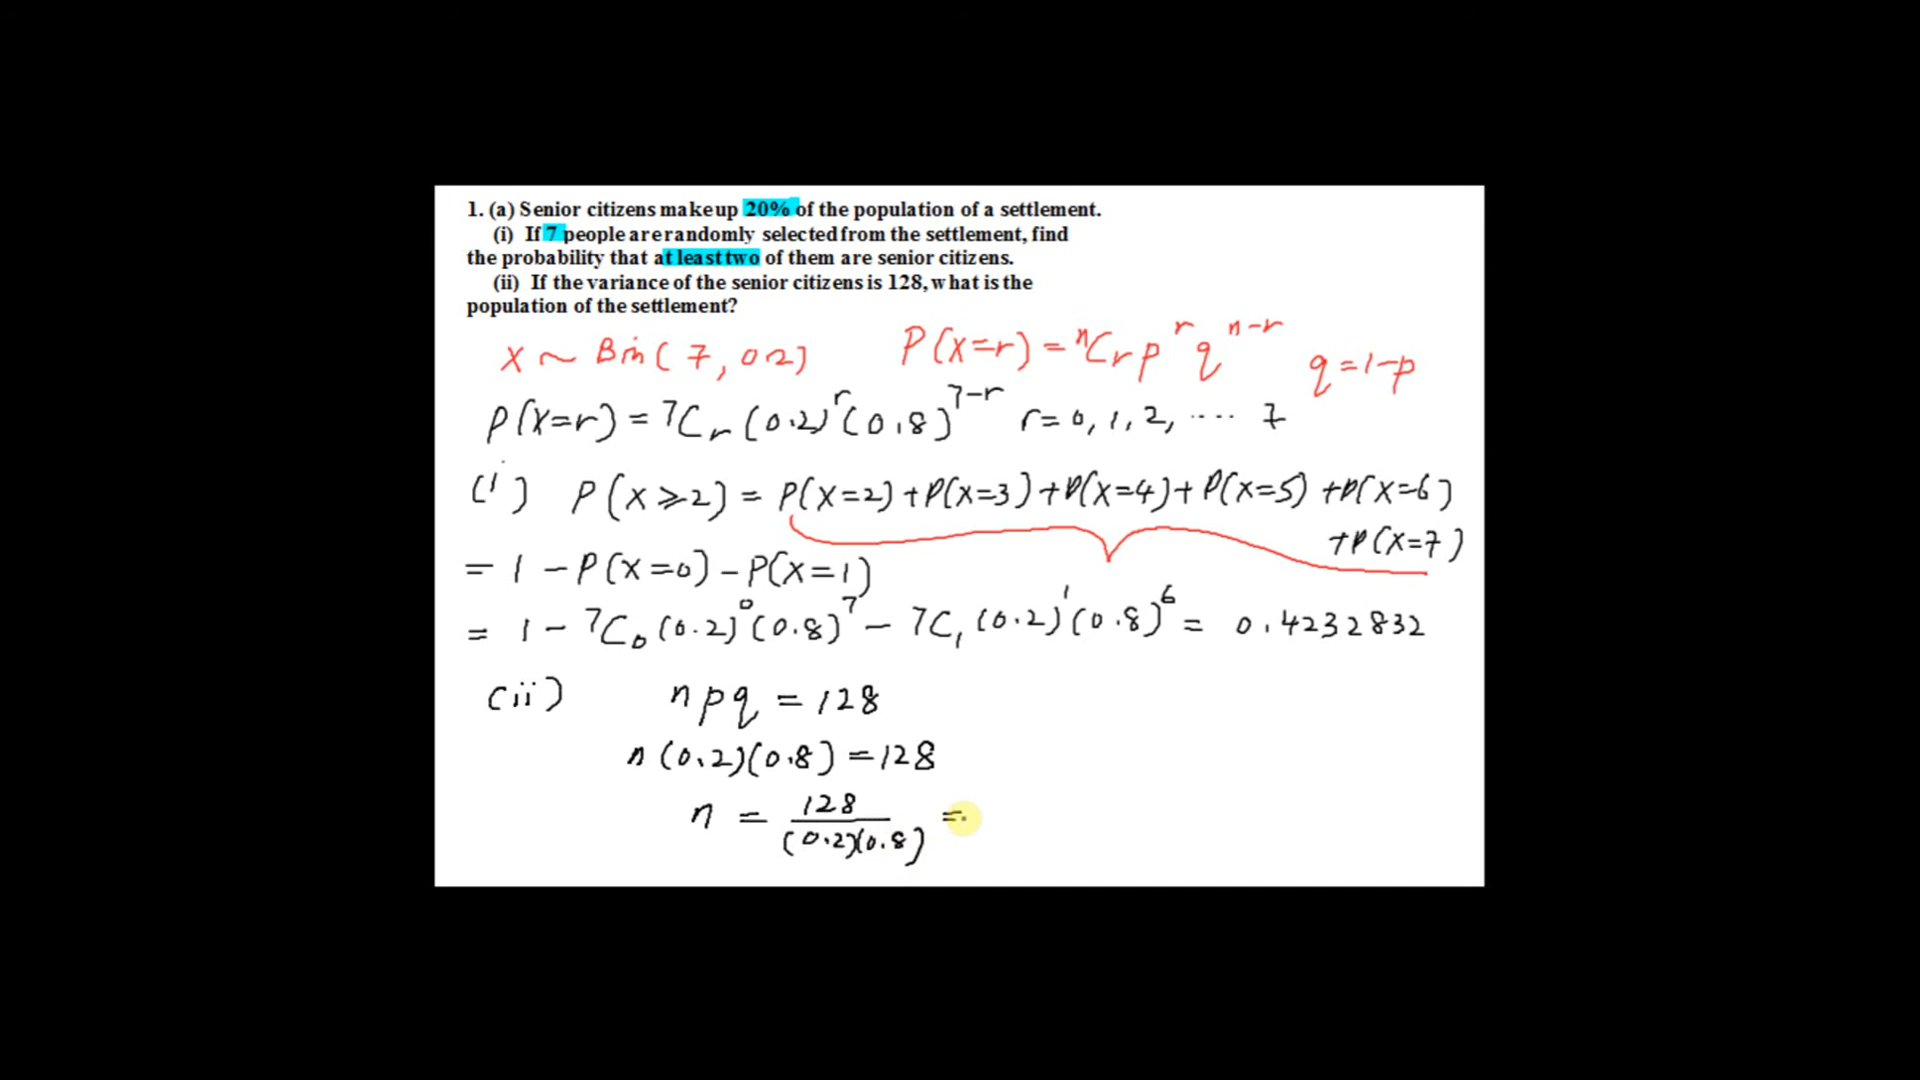 1. (a) Senior citizens make up 20% of the population of a settlement.
(i) If 7 people are randomly selected from the settlement, find
the probability that at least two of them are senior citizens.
(ii) If the variance of the senior citizens is 128, what is the
population of the settlement?
X ~ Bin(7, 0.2) P(X=r) = ⁿCᵣ pʳ qⁿ⁻ʳ q=1-p
P(X=r) = ⁷Cᵣ (0.2)ʳ (0.8)⁷⁻ʳ r= 0, 1, 2, .... 7
(i) P(X≥2) = P(X=2) + P(X=3) + P(X=4) + P(X=5) + P(X=6)
+P(X=7)
= 1 - P(X=0) - P(X=1)
= 1 - ⁷C₀ (0.2)⁰ (0.8)⁷ - 7C₁ (0.2)¹ (0.8)⁶ = 0.4232832
(ii) npq = 128
n (0.2)(0.8) = 128
n = 128/(0.2)(0.8) =